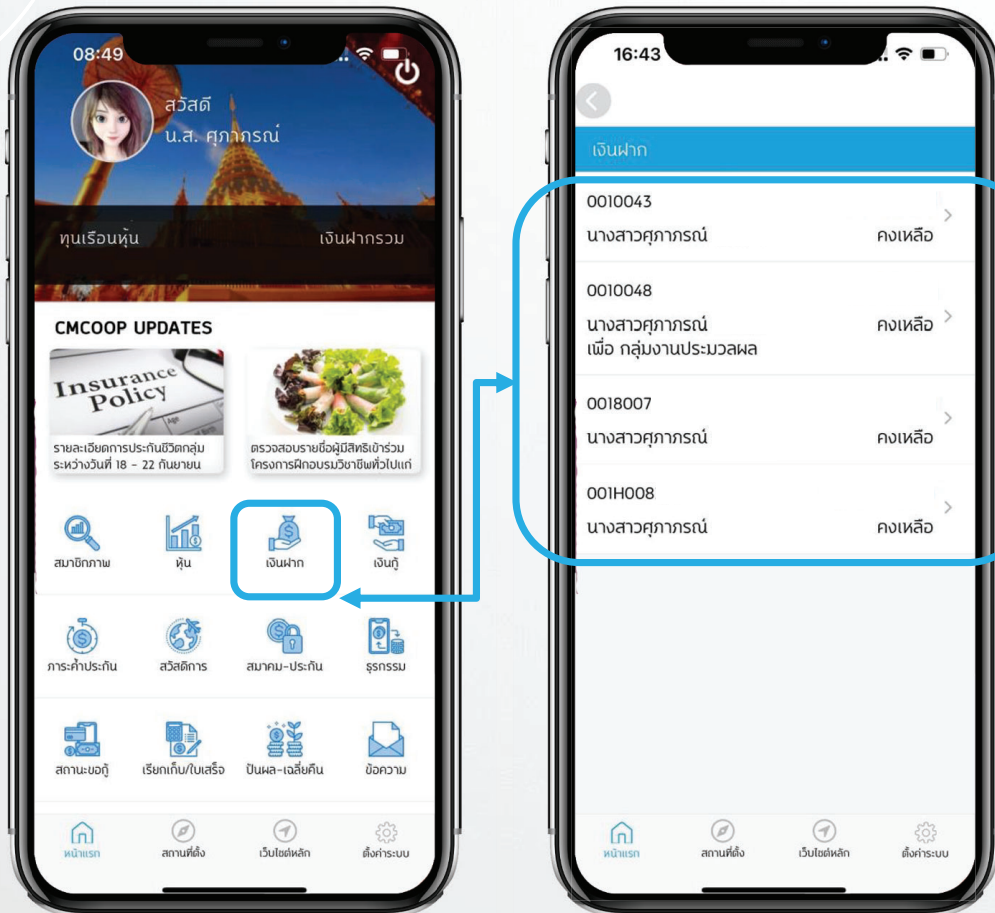 08:49
สวัสดี
น.ส. ศุภาภรณ์
ทุนเรือนหุ้น เงินฝากรวม
CMCOOP UPDATES
Insurance
Policy
รายละเอียดการประกันชีวิตกลุ่ม
ระหว่างวันที่ 18 - 22 กันยายน
ตรวจสอบรายชื่อผู้มีสิทธิเข้าร่วม
โครงการฝึกอบรมวิชาชีพทั่วไปแก่
สมาชิกภาพ หุ้น เงินฝาก เงินกู้
ภาระค้ำประกัน สวัสดิการ สมาคม-ประกัน ธุรกรรม
สถานะขอกู้ เรียกเก็บ/ใบเสร็จ ปันผล-เฉลี่ยคืน ข้อความ
หน้าแรก สถานที่ตั้ง เว็บไซต์หลัก ตั้งค่าระบบ
16:43
เงินฝาก
0010043
นางสาวศุภาภรณ์ คงเหลือ
0010048
นางสาวศุภาภรณ์ คงเหลือ
เพื่อ กลุ่มงานประมวลผล
0018007
นางสาวศุภาภรณ์ คงเหลือ
001H008
นางสาวศุภาภรณ์ คงเหลือ
หน้าแรก สถานที่ตั้ง เว็บไซต์หลัก ตั้งค่าระบบ